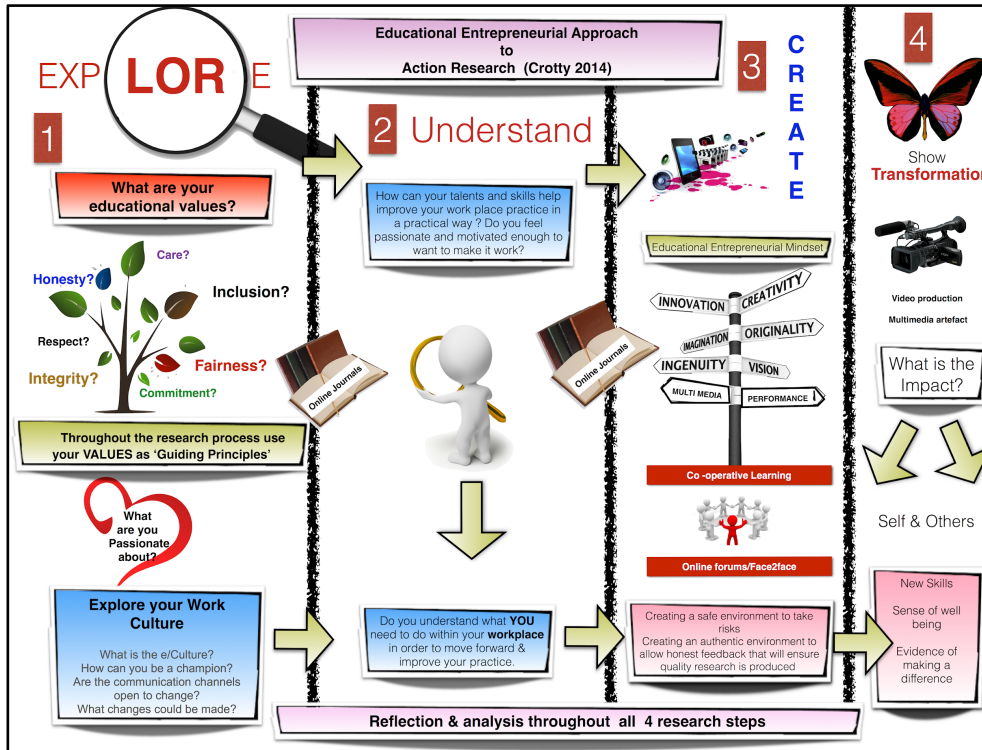 Educational Entrepreneurial Approach
to
Action Research (Crotty 2014)
EXPLORE
1
What are your
educational values?
Care?
Honesty?
Inclusion?
Respect?
Fairness?
Integrity?
Commitment?
Throughout the research process use
your VALUES as ‘Guiding Principles’
What
are you
Passionate
about?
Explore your Work
Culture
What is the e/Culture?
How can you be a champion?
Are the communication channels
open to change?
What changes could be made?
Online Journals
2 Understand
How can your talents and skills help
improve your work place practice in
a practical way ? Do you feel
passionate and motivated enough to
want to make it work?
Do you understand what YOU
need to do within your workplace
in order to move forward &
improve your practice.
Online Journals
3
C
R
E
A
T
E
Educational Entrepreneurial Mindset
INNOVATION
CREATIVITY
IMAGINATION
ORIGINALITY
INGENUITY
VISION
MULTI MEDIA
PERFORMANCE
Co -operative Learning
Online forums/Face2face
Creating a safe environment to take
risks
Creating an authentic environment to
allow honest feedback that will ensure
quality research is produced
4
Show
Transformation
Video production
Multimedia artefact
What is the
Impact?
Self & Others
New Skills
Sense of well
being
Evidence of
making a
difference
Reflection & analysis throughout all 4 research steps